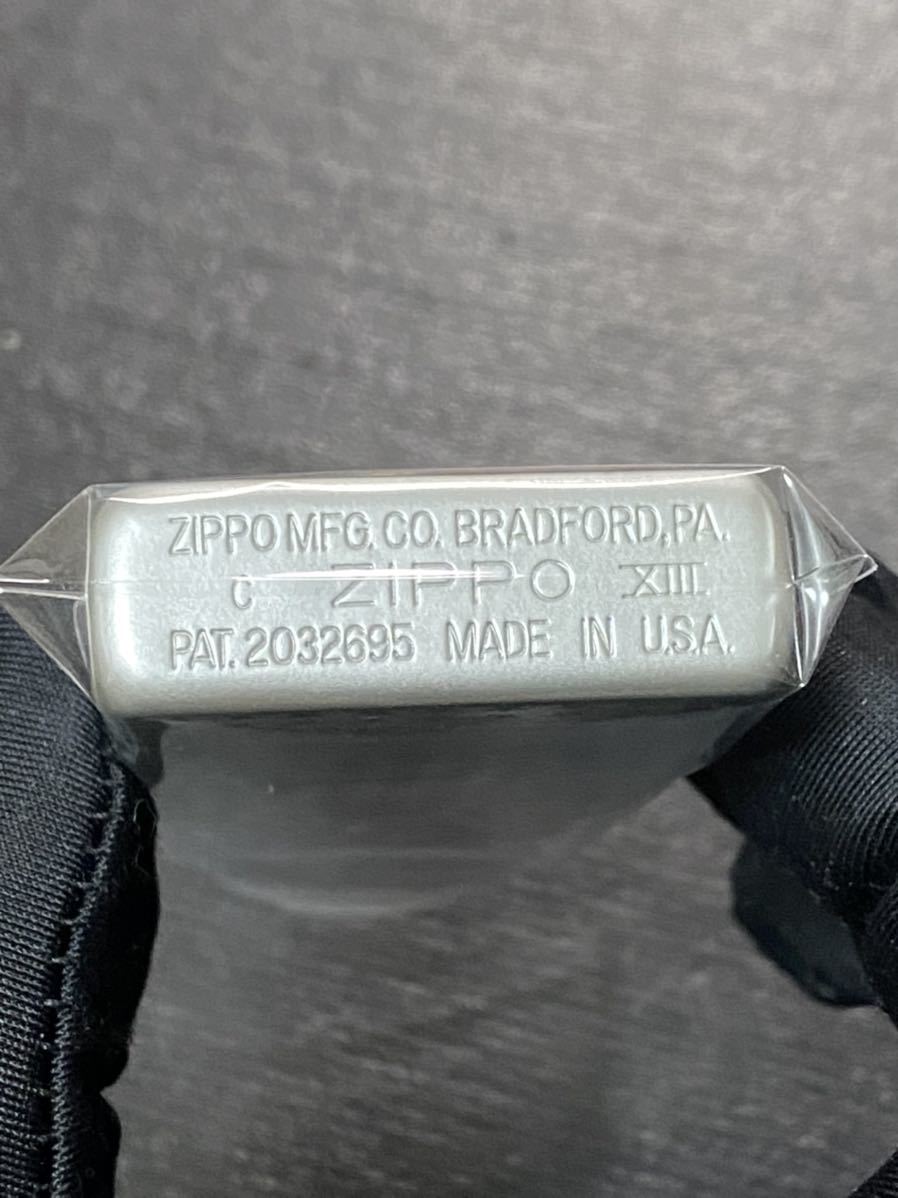 ZIPPO MFG. CO. BRADFORD, PA.
C ZIPPO XIII
PAT. 2032695 MADE IN U.S.A.